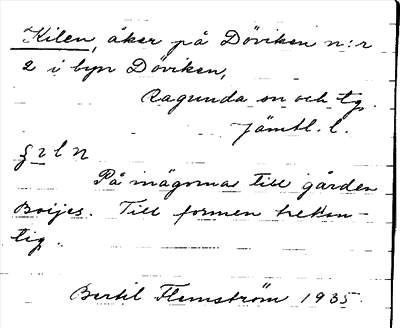 Kilen, åker på Döviken n:r
2 i byn Döviken,
Ragunda sn och tg.
Jämtl. l.
På inägornas till gården
Boijes. Till formen trekan-
tig.
Bertil Flemström 1935.